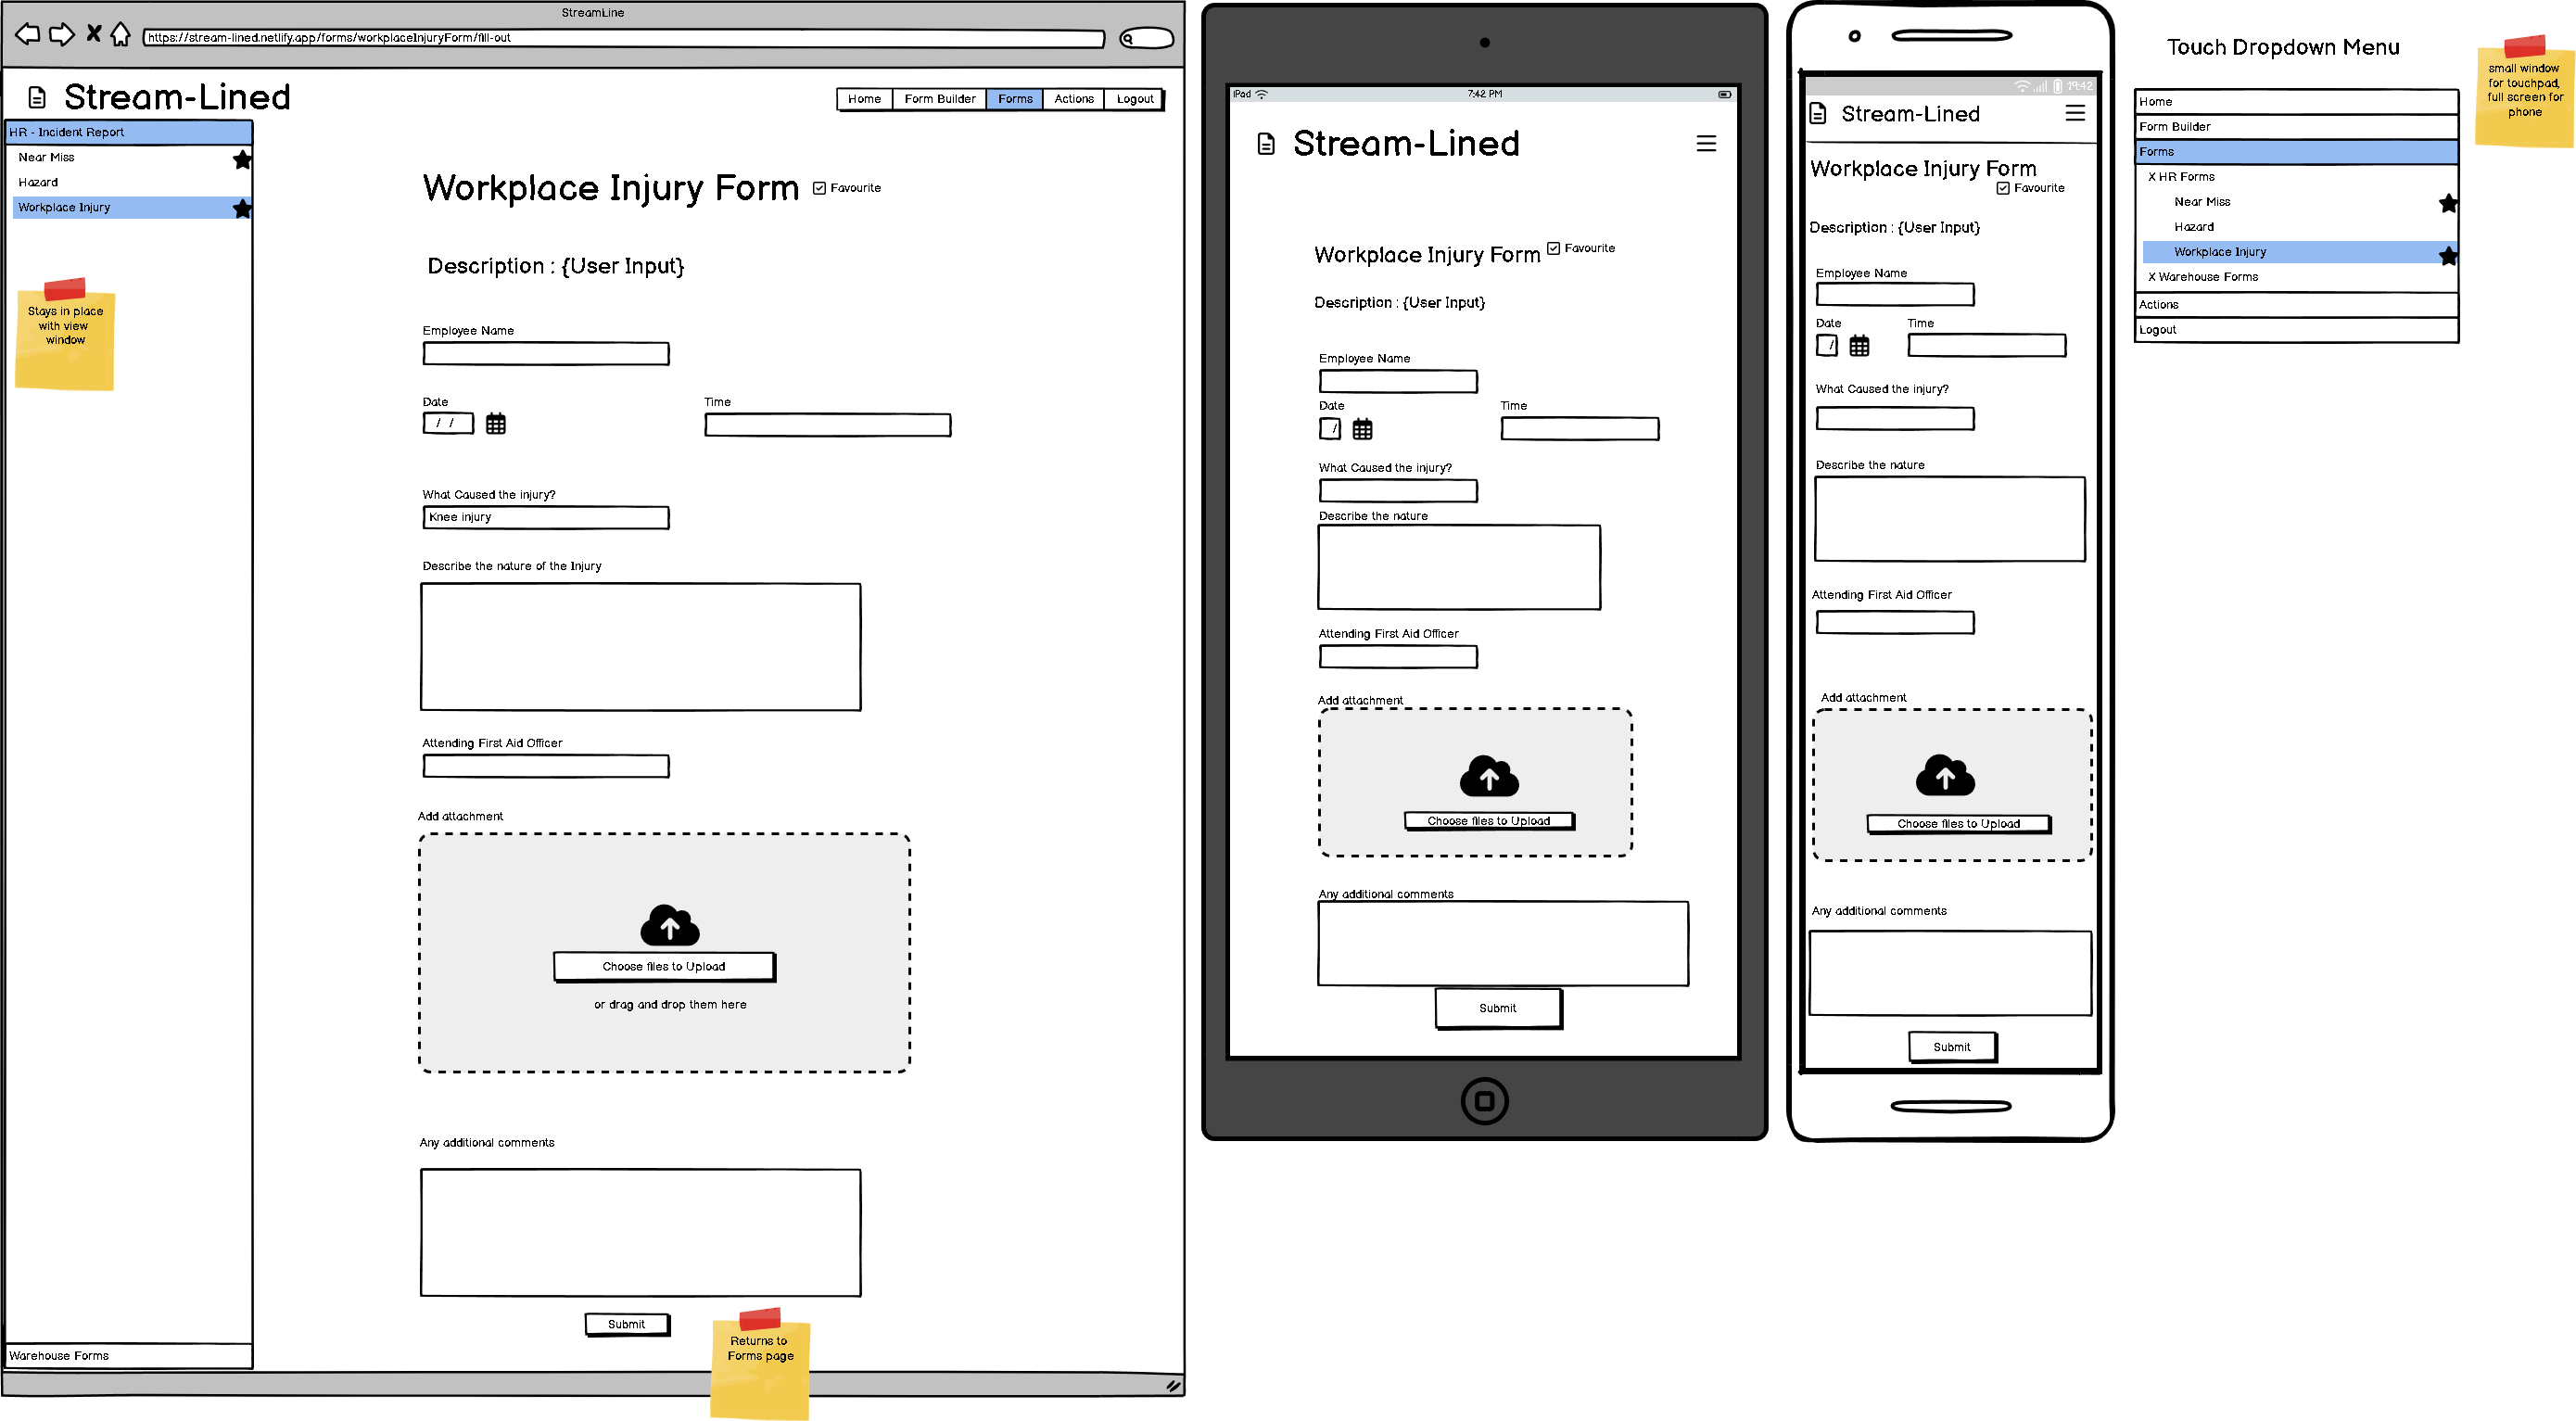 StreamLine
https://stream-lined.netlify.app/forms/workplaceInjuryForm/fill-out
Stream-Lined
Home
Form Builder
Forms
Actions
Logout
HR - Incident Report
Near Miss
Hazard
Workplace Injury
Stays in place
with view
window
Warehouse Forms
Workplace Injury Form
Favourite
Description : {User Input}
Employee Name
Date
/ /
Time
What Caused the injury?
Knee injury
Describe the nature of the Injury
Attending First Aid Officer
Add attachment
Choose files to Upload
or drag and drop them here
Any additional comments
Submit
Returns to
Forms page
iPad
7:42 PM
Stream-Lined
Workplace Injury Form
Favourite
Description : {User Input}
Employee Name
Date
/
Time
What Caused the injury?
Describe the nature
Attending First Aid Officer
Add attachment
Choose files to Upload
Any additional comments
Submit
19:42
Stream-Lined
Workplace Injury Form
Favourite
Description : {User Input}
Employee Name
Date
/
Time
What Caused the injury?
Describe the nature
Attending First Aid Officer
Add attachment
Choose files to Upload
Any additional comments
Submit
Touch Dropdown Menu
Home
Form Builder
Forms
X HR Forms
Near Miss
Hazard
Workplace Injury
X Warehouse Forms
Actions
Logout
small window
for touchpad,
full screen for
phone